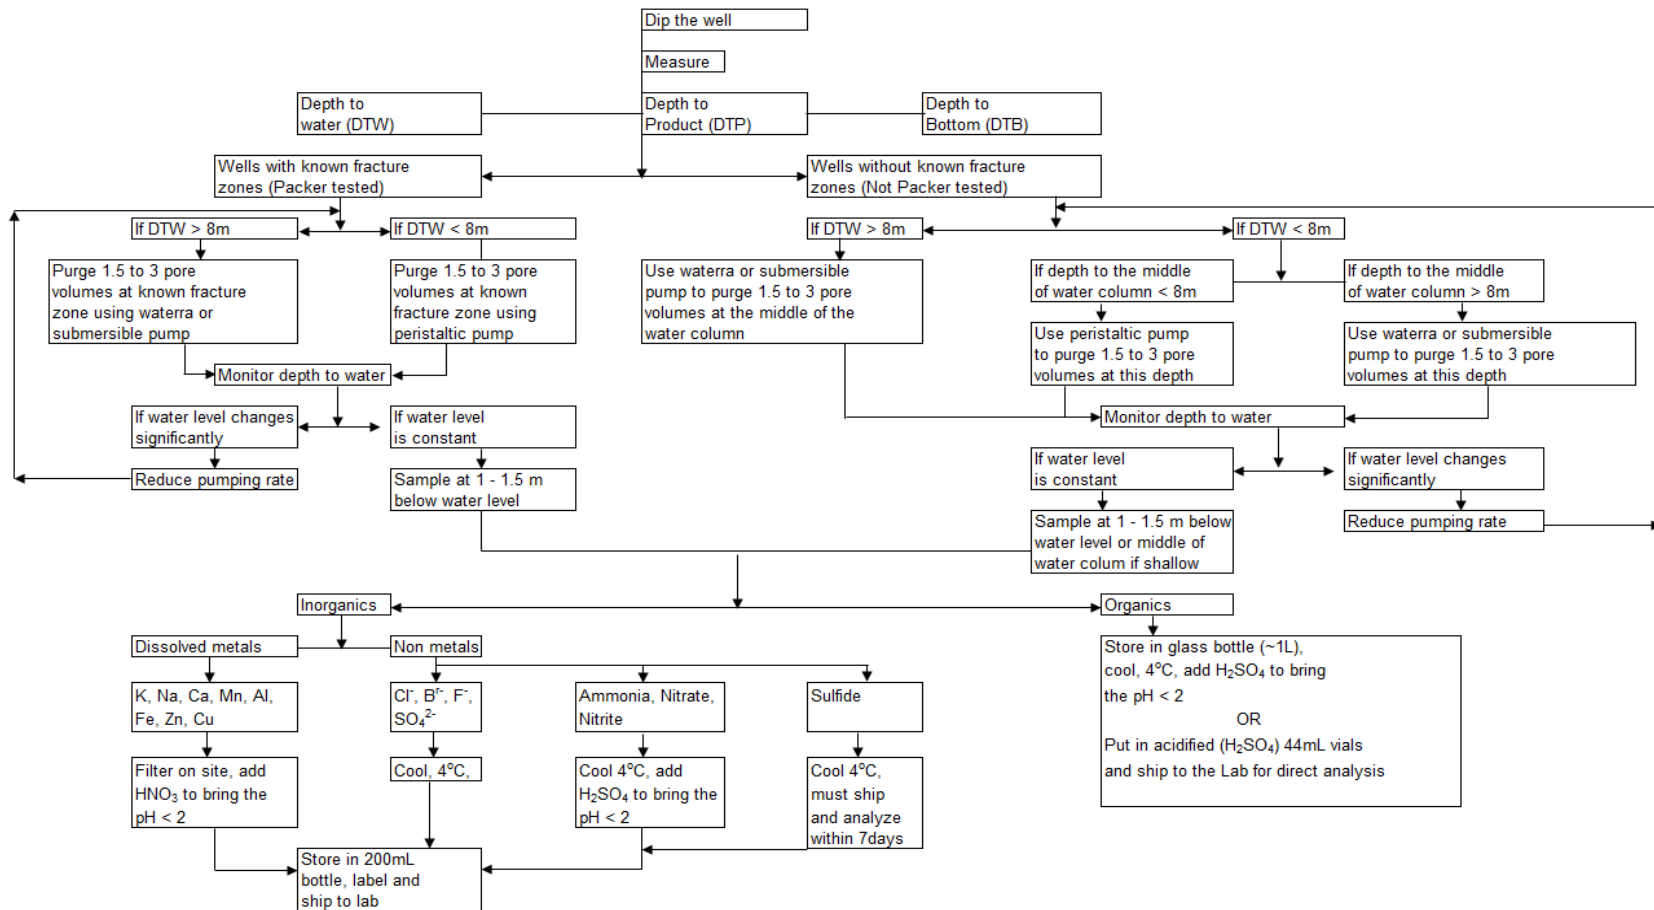 Dip the well
Measure
Depth to
water (DTW)
Depth to
Product (DTP)
Depth to
Bottom (DTB)
Wells with known fracture
zones (Packer tested)
Wells without known fracture
zones (Not Packer tested)
If DTW > 8m
If DTW < 8m
If DTW > 8m
If DTW < 8m
Purge 1.5 to 3 pore
volumes at known fracture
zone using waterra or
submersible pump
Purge 1.5 to 3 pore
volumes at known
fracture zone using
peristaltic pump
Use waterra or submersible
pump to purge 1.5 to 3 pore
volumes at the middle of the
water column
If depth to the middle
of water column < 8m
If depth to the middle
of water column > 8m
Use peristaltic pump
to purge 1.5 to 3 pore
volumes at this depth
Use waterra or submersible
pump to purge 1.5 to 3 pore
volumes at this depth
Monitor depth to water
Monitor depth to water
If water level changes
significantly
If water level
is constant
Reduce pumping rate
Sample at 1 - 1.5 m
below water level
If water level
is constant
If water level changes
significantly
Sample at 1 - 1.5 m below
water level or middle of
water colum if shallow
Reduce pumping rate
Inorganics
Organics
Dissolved metals
Non metals
Store in glass bottle (~1L),
cool, 4⁰C, add H₂SO₄ to bring
the pH < 2
OR
Put in acidified (H₂SO₄) 44mL vials
and ship to the Lab for direct analysis
K, Na, Ca, Mn, Al,
Fe, Zn, Cu
Cl⁻, Bʳ⁻, F⁻,
SO₄²⁻
Ammonia, Nitrate,
Nitrite
Sulfide
Filter on site, add
HNO₃ to bring the
pH < 2
Cool, 4⁰C,
Cool 4⁰C, add
H₂SO₄ to bring the
pH < 2
Cool 4⁰C,
must ship
and analyze
within 7days
Store in 200mL
bottle, label and
ship to lab